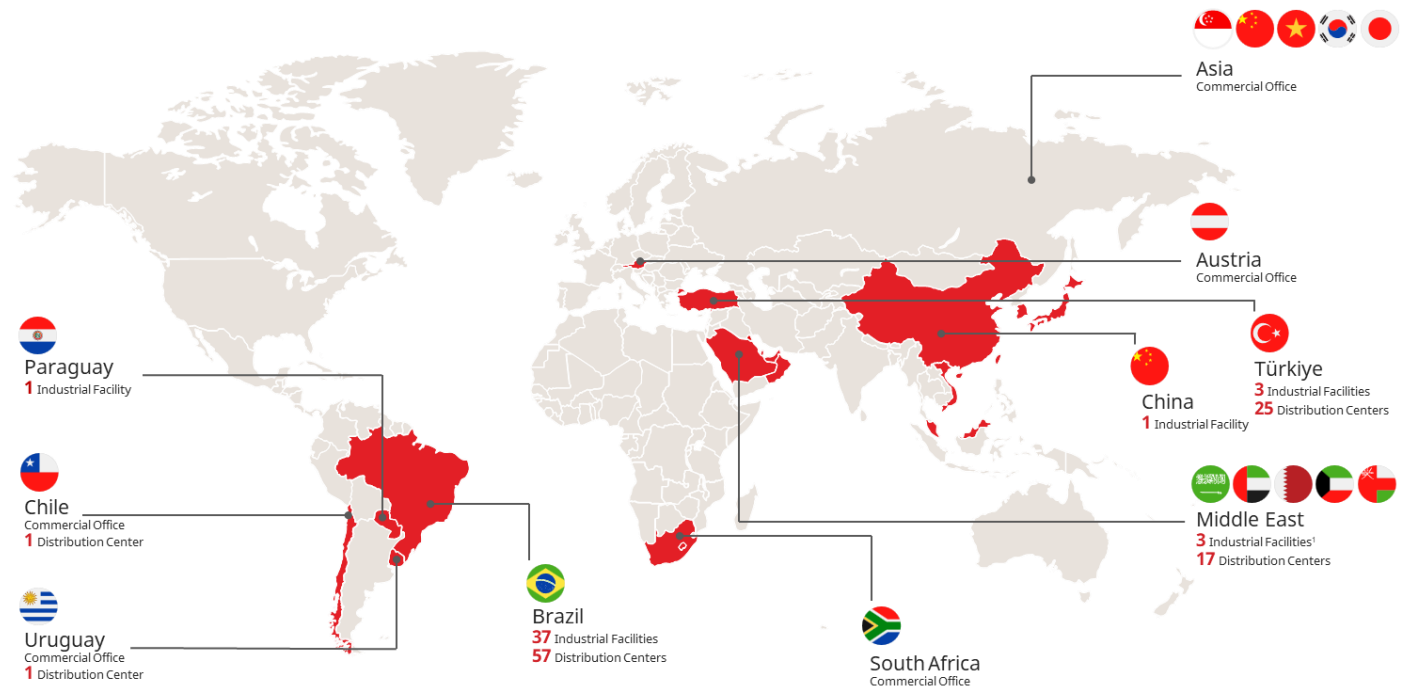 Asia
Commercial Office
Austria
Commercial Office
Paraguay
1 Industrial Facility
Türkiye
3 Industrial Facilities
25 Distribution Centers
China
1 Industrial Facility
Chile
Commercial Office
1 Distribution Center
Middle East
3 Industrial Facilities¹
17 Distribution Centers
Brazil
37 Industrial Facilities
57 Distribution Centers
Uruguay
Commercial Office
1 Distribution Center
South Africa
Commercial Office